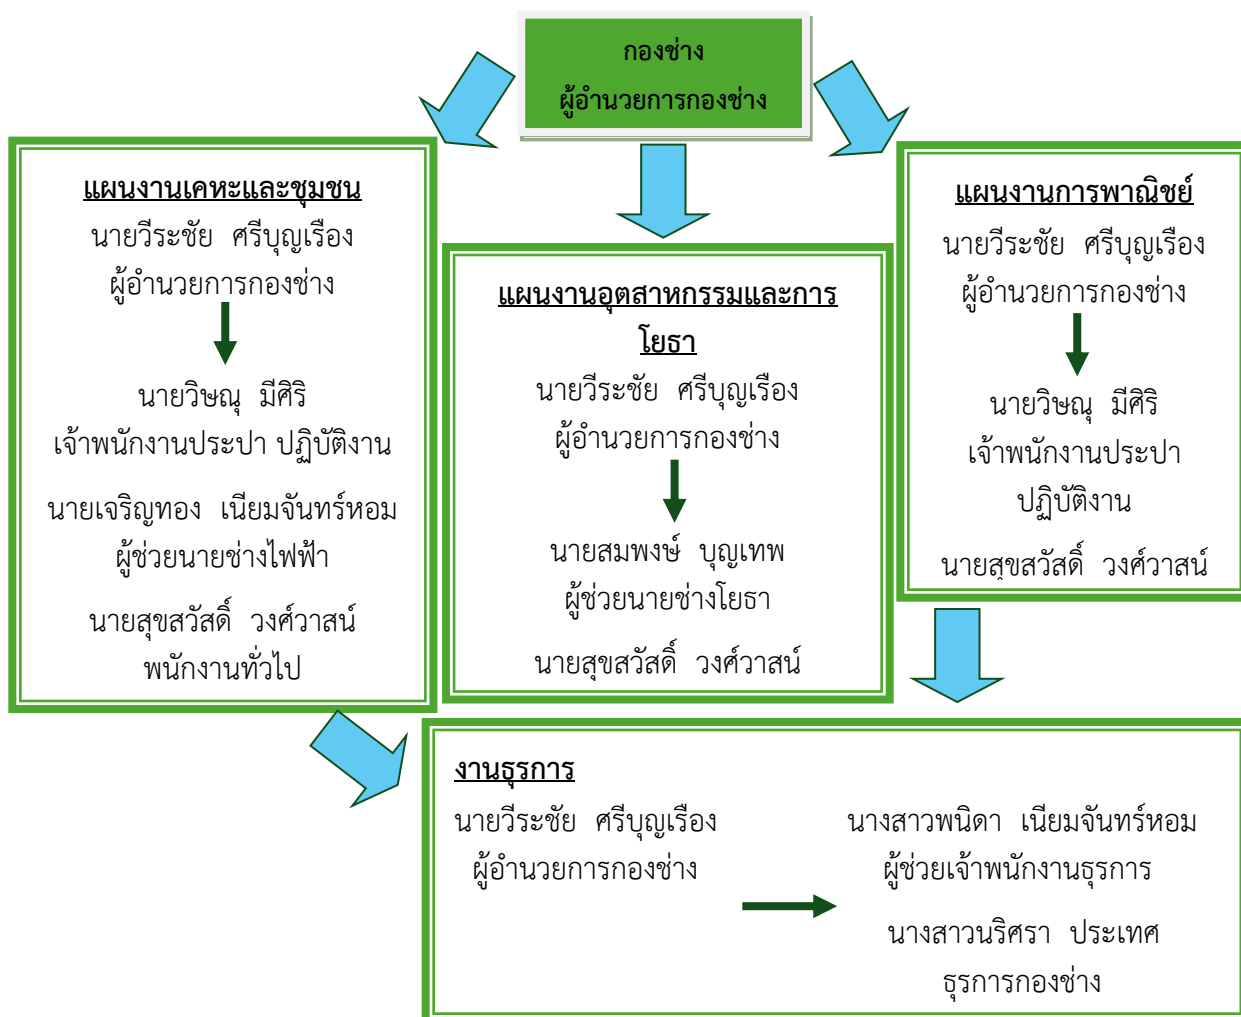 กองช่าง
ผู้อำนวยการกองช่าง
แผนงานเคหะและชุมชน
นายวีระชัย ศรีบุญเรือง
ผู้อำนวยการกองช่าง
นายวิษณุ มีศิริ
เจ้าพนักงานประปา ปฏิบัติงาน
นายเจริญทอง เนียมจันทร์หอม
ผู้ช่วยนายช่างไฟฟ้า
นายสุขสวัสดิ์ วงศ์วาสน์
พนักงานทั่วไป
แผนงานอุตสาหกรรมและการ
โยธา
นายวีระชัย ศรีบุญเรือง
ผู้อำนวยการกองช่าง
นายสมพงษ์ บุญเทพ
ผู้ช่วยนายช่างโยธา
นายสุขสวัสดิ์ วงศ์วาสน์
แผนงานการพาณิชย์
นายวีระชัย ศรีบุญเรือง
ผู้อำนวยการกองช่าง
นายวิษณุ มีศิริ
เจ้าพนักงานประปา
ปฏิบัติงาน
นายสุขสวัสดิ์ วงศ์วาสน์
งานธุรการ
นายวีระชัย ศรีบุญเรือง
ผู้อำนวยการกองช่าง
นางสาวพนิดา เนียมจันทร์หอม
ผู้ช่วยเจ้าพนักงานธุรการ
นางสาวนริศรา ประเทศ
ธุรการกองช่าง